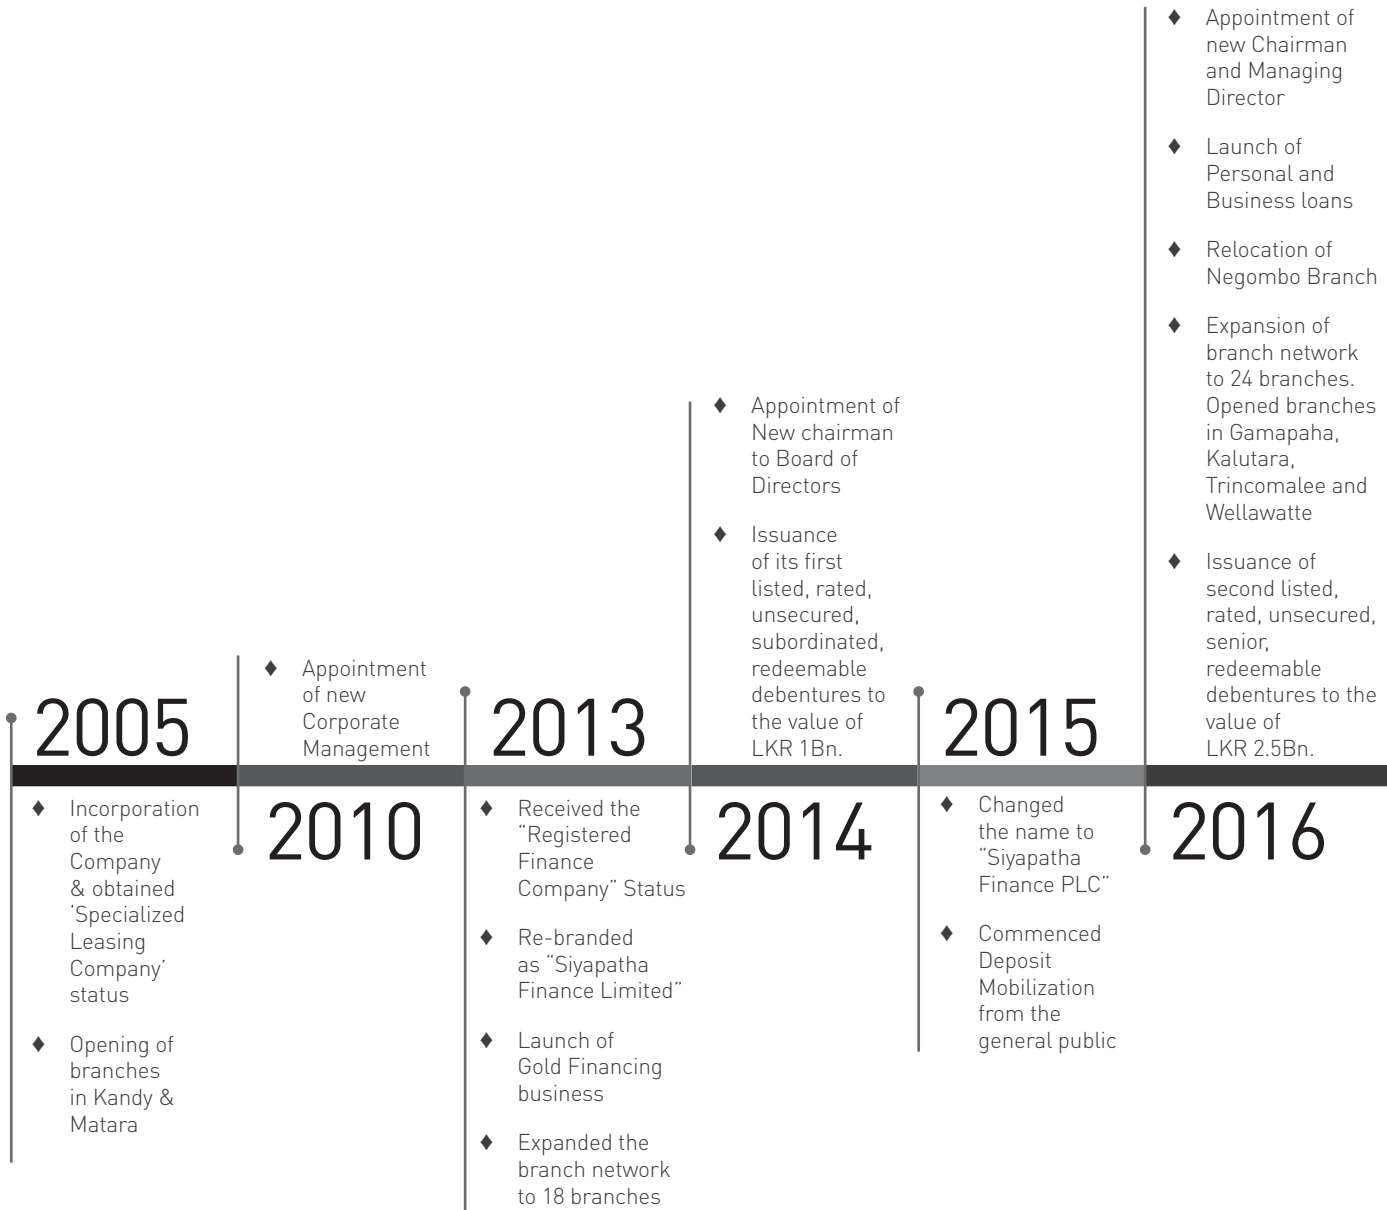 2005
♦ Incorporation
of the
Company
& obtained
‘Specialized
Leasing
Company’
status
♦ Opening of
branches
in Kandy &
Matara
♦ Appointment
of new
Corporate
Management
2010
2013
♦ Received the
“Registered
Finance
Company” Status
♦ Re-branded
as “Siyapatha
Finance Limited”
♦ Launch of
Gold Financing
business
♦ Expanded the
branch network
to 18 branches
♦ Appointment of
New chairman
to Board of
Directors
♦ Issuance
of its first
listed, rated,
unsecured,
subordinated,
redeemable
debentures to
the value of
LKR 1Bn.
2014
2015
♦ Changed
the name to
“Siyapatha
Finance PLC”
♦ Commenced
Deposit
Mobilization
from the
general public
♦ Appointment of
new Chairman
and Managing
Director
♦ Launch of
Personal and
Business loans
♦ Relocation of
Negombo Branch
♦ Expansion of
branch network
to 24 branches.
Opened branches
in Gamapaha,
Kalutara,
Trincomalee and
Wellawatte
♦ Issuance of
second listed,
rated, unsecured,
senior,
redeemable
debentures to the
value of
LKR 2.5Bn.
2016